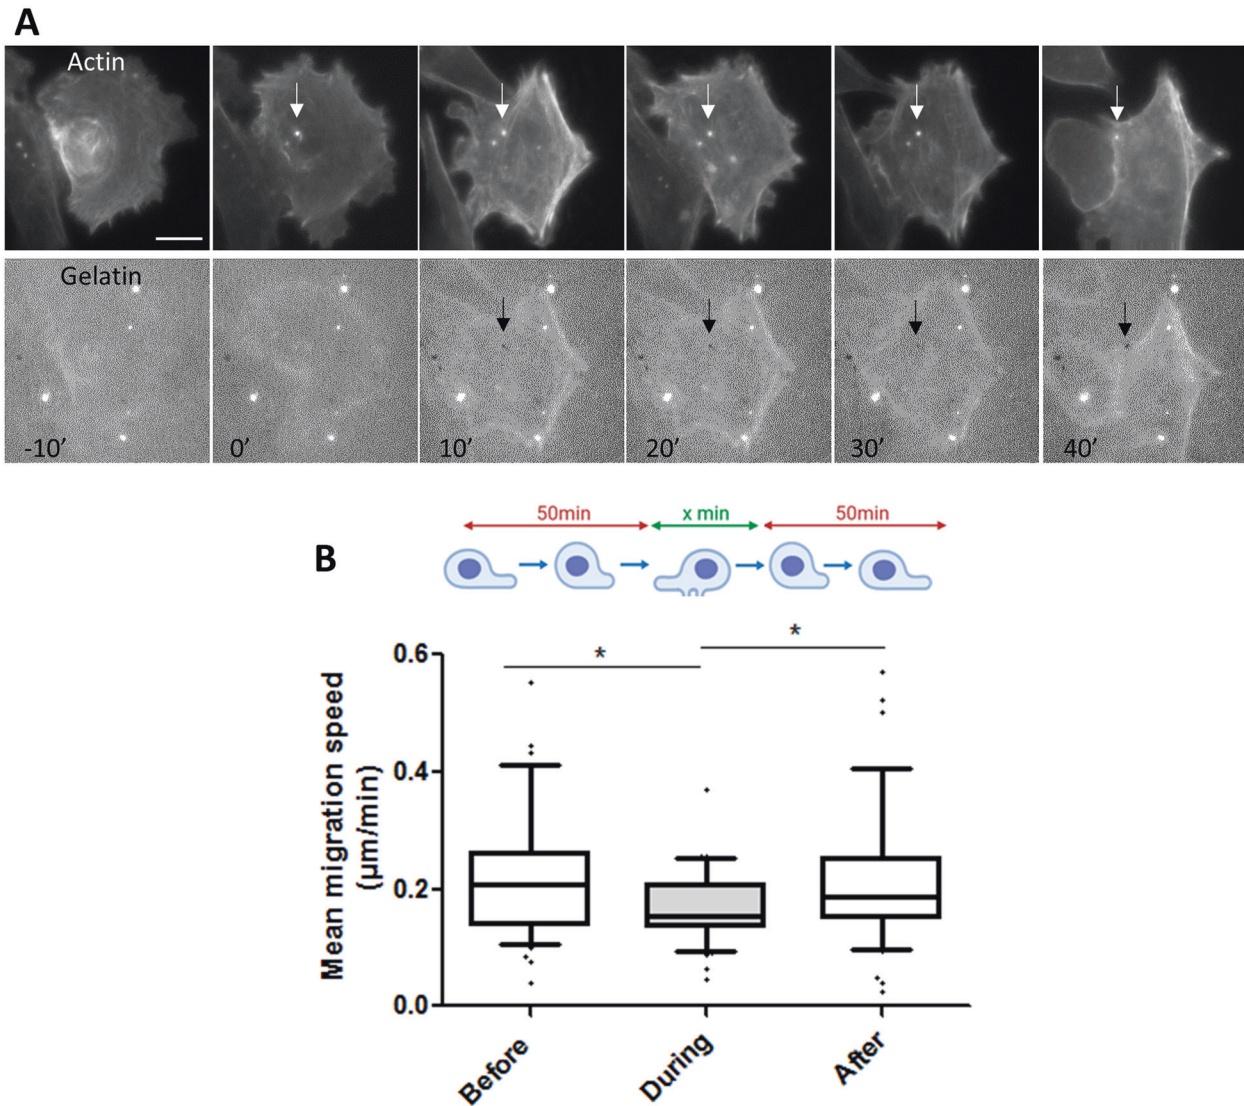 A
Actin
Gelatin
-10’ 0’ 10’ 20’ 30’ 40’
50min x min 50min
B
*
*
0.6
0.4
0.2
0.0
Mean migration speed
(µm/min)
Before During After